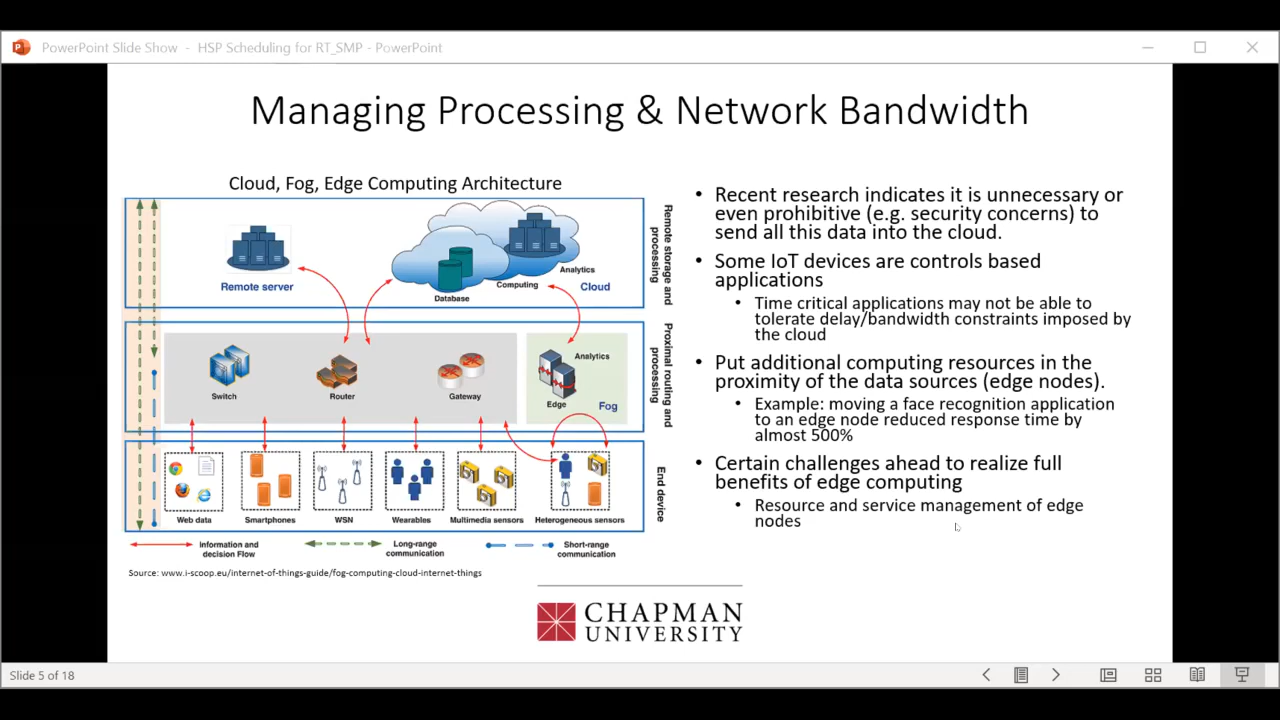 PowerPoint Slide Show - HSP Scheduling for RT_SMP - PowerPoint
Managing Processing & Network Bandwidth
Cloud, Fog, Edge Computing Architecture
Remote server
Database
Computing
Analytics
Cloud
Remote storage and
processing
Switch
Router
Gateway
Analytics
Edge
Fog
Proximal routing and
processing
Web data
Smartphones
WSN
Wearables
Multimedia sensors
Heterogeneous sensors
End device
Information and
decision Flow
Long-range
communication
Short-range
communication
Source: www.i-scoop.eu/internet-of-things-guide/fog-computing-cloud-internet-things
• Recent research indicates it is unnecessary or
even prohibitive (e.g. security concerns) to
send all this data into the cloud.
• Some IoT devices are controls based
applications
• Time critical applications may not be able to
tolerate delay/bandwidth constraints imposed by
the cloud
• Put additional computing resources in the
proximity of the data sources (edge nodes).
• Example: moving a face recognition application
to an edge node reduced response time by
almost 500%
• Certain challenges ahead to realize full
benefits of edge computing
• Resource and service management of edge
nodes
CHAPMAN
UNIVERSITY
Slide 5 of 18